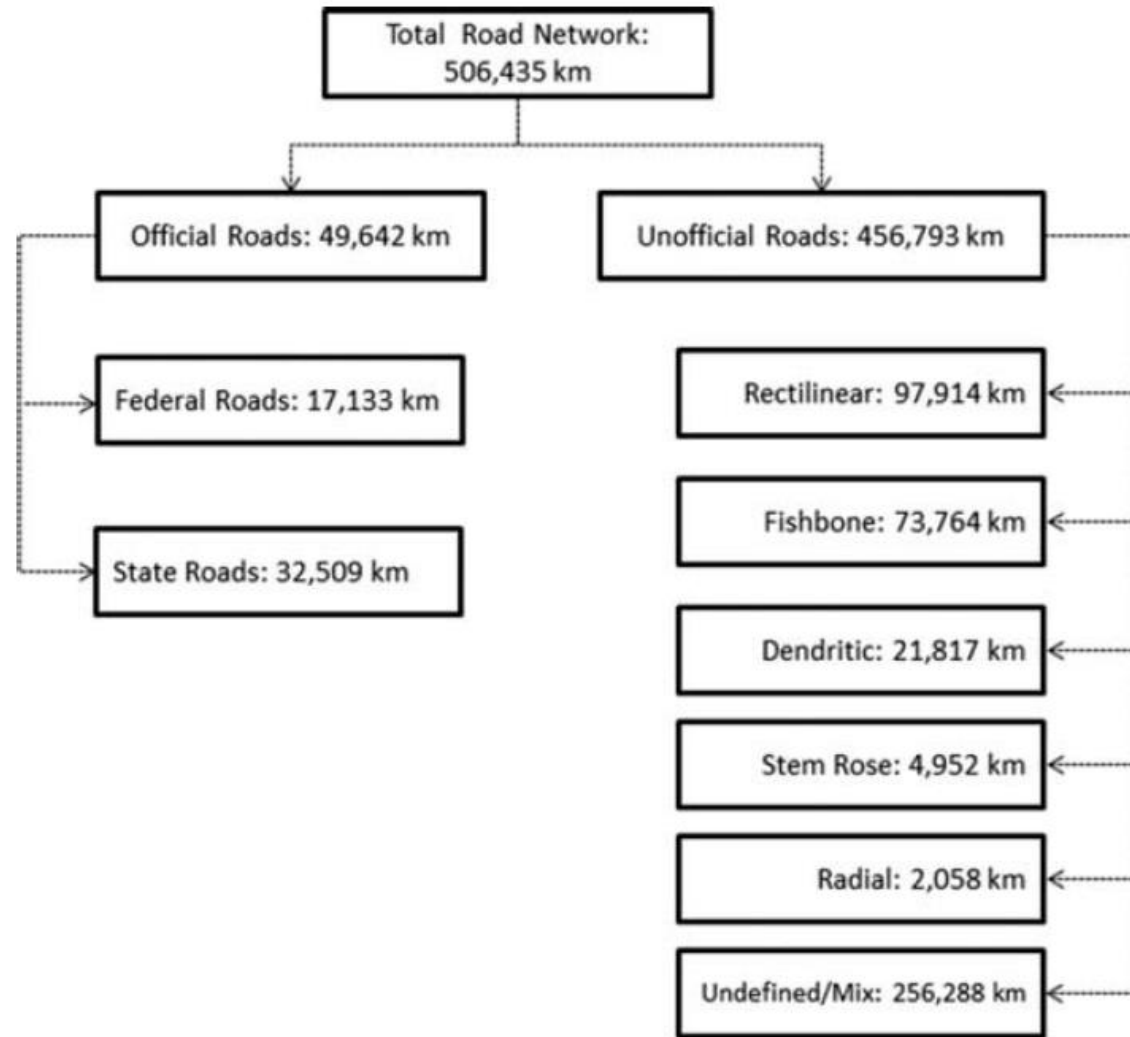 Total Road Network:
506,435 km
Official Roads: 49,642 km
Unofficial Roads: 456,793 km
Federal Roads: 17,133 km
State Roads: 32,509 km
Rectilinear: 97,914 km
Fishbone: 73,764 km
Dendritic: 21,817 km
Stem Rose: 4,952 km
Radial: 2,058 km
Undefined/Mix: 256,288 km